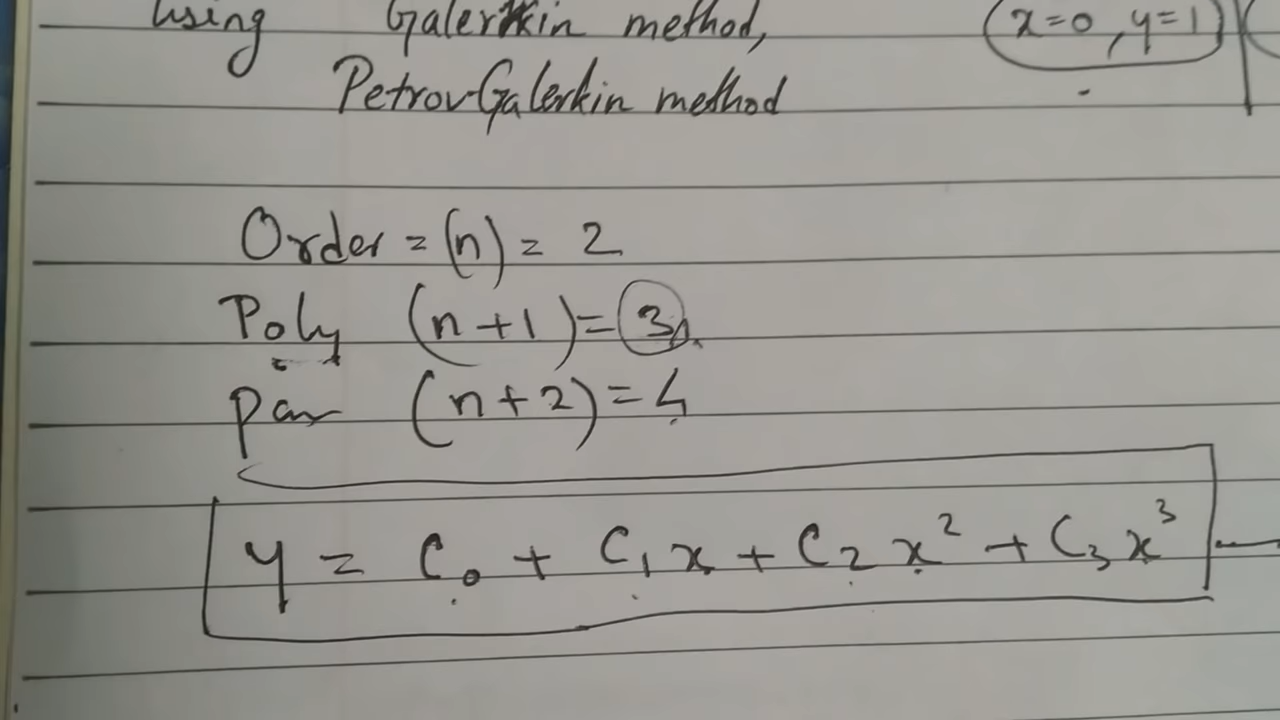 using Galerkin method, (x=0, y=1)
Petrov-Galerkin method
Order = (n) = 2
Poly (n+1) = 3
Par (n+2) = 4
y = C₀ + C₁x + C₂x² + C₃x³